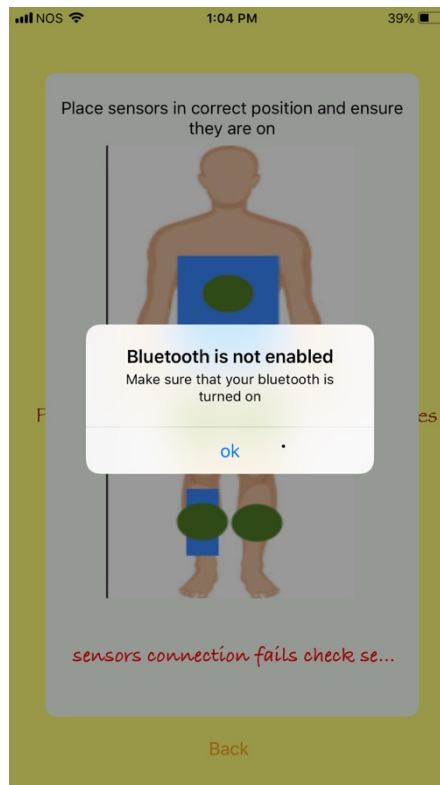 NOS 1:04 PM 39%
Place sensors in correct position and ensure
they are on
Bluetooth is not enabled
Make sure that your bluetooth is
turned on
ok
sensors connection fails check se...
Back